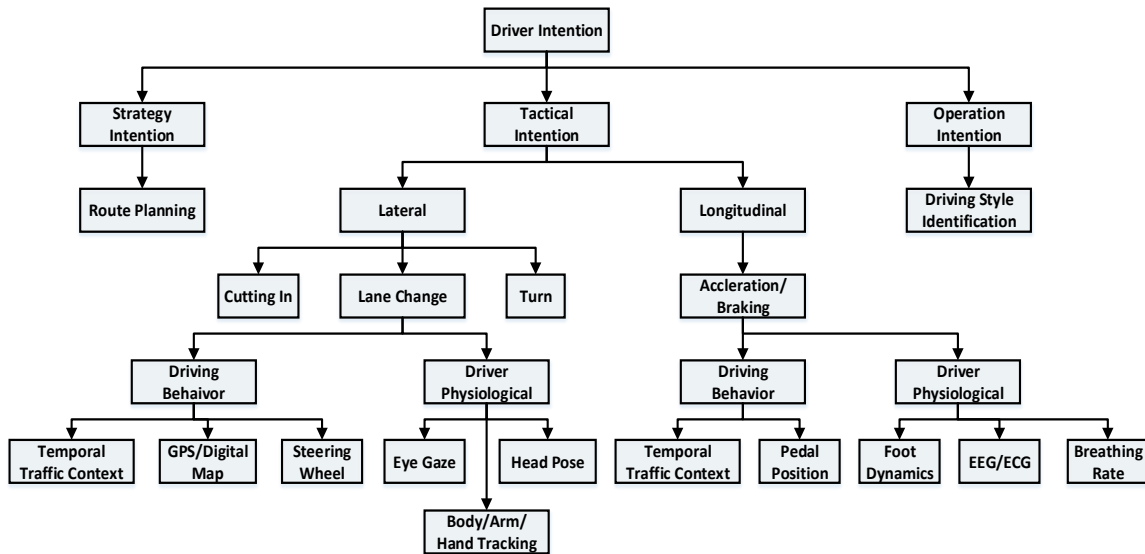 Driver Intention
Strategy
Intention
Tactical
Intention
Operation
Intention
Route Planning
Lateral
Longitudinal
Driving Style
Identification
Cutting In
Lane Change
Turn
Accleration/
Braking
Driving
Behaivor
Driver
Physiological
Driving
Behavior
Driver
Physiological
Temporal
Traffic Context
GPS/Digital
Map
Steering
Wheel
Eye Gaze
Head Pose
Temporal
Traffic Context
Pedal
Position
Foot
Dynamics
EEG/ECG
Breathing
Rate
Body/Arm/
Hand Tracking